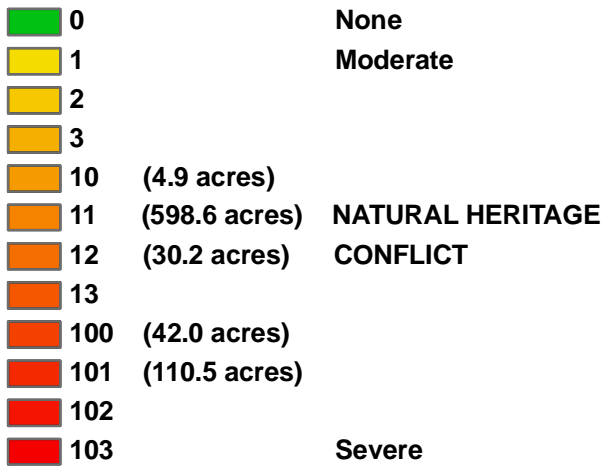 0 None
1 Moderate
2
3
10 (4.9 acres)
11 (598.6 acres) NATURAL HERITAGE
12 (30.2 acres) CONFLICT
13
100 (42.0 acres)
101 (110.5 acres)
102
103 Severe